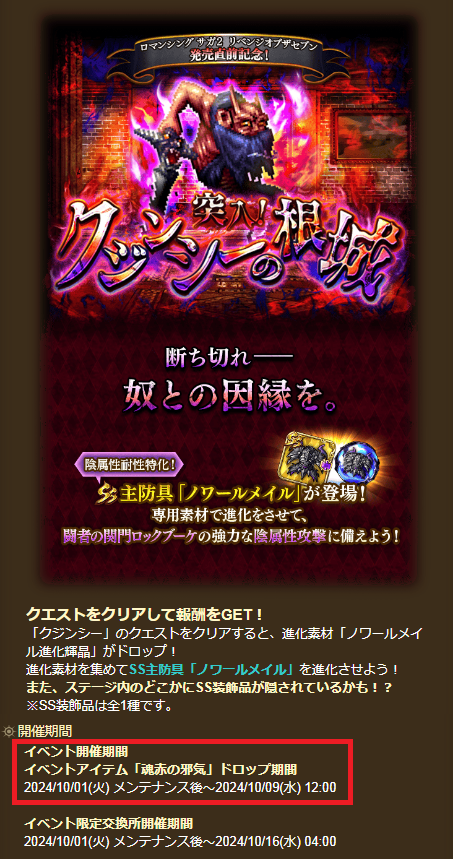 ロマンシング サガ2 リベンジオブザセブン
発売直前記念!
突入!
クジンシーの根城
断ち切れ――
奴との因縁を。
陰属性耐性特化!
SS主防具「ノワールメイル」が登場!
専用素材で進化をさせて、
闘者の関門ロックブーケの強力な陰属性攻撃に備えよう!
クエストをクリアして報酬をGET!
「クジンシー」のクエストをクリアすると、進化素材「ノワールメイ
ル進化輝晶」がドロップ!
進化素材を集めてSS主防具「ノワールメイル」を進化させよう!
また、ステージ内のどこかにSS装飾品が隠されているかも!?
※SS装飾品は全1種です。
開催期間
イベント開催期間
イベントアイテム「魂赤の邪気」ドロップ期間
2024/10/01(火) メンテナンス後～2024/10/09(水) 12:00
イベント限定交換所開催期間
2024/10/01(火) メンテナンス後～2024/10/16(水) 04:00